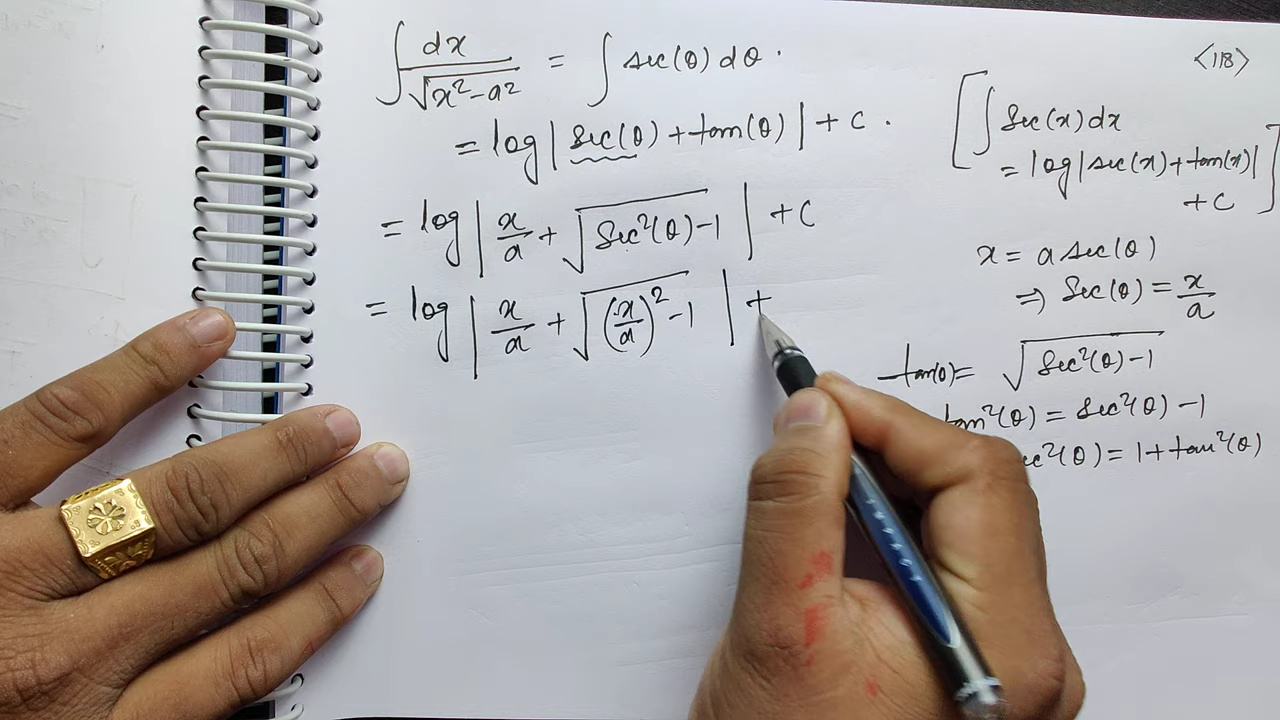 ∫ dx/√(x²-a²) = ∫ sec(θ) dθ.
= log| sec(θ) + tan(θ) | + c.
= log | x/a + √(Sec²(θ)-1) | + C
= log | x/a + √((x/a)²-1) | +
<118>
[ ∫ Sec(x)dx
= log|sec(x)+tan(x)|
+ C ]
x = a sec(θ)
⇒ Sec(θ) = x/a
tan(θ) = √(Sec²(θ)-1)
tan²(θ) = Sec²(θ) -1
ec²(θ) = 1 + tan²(θ)